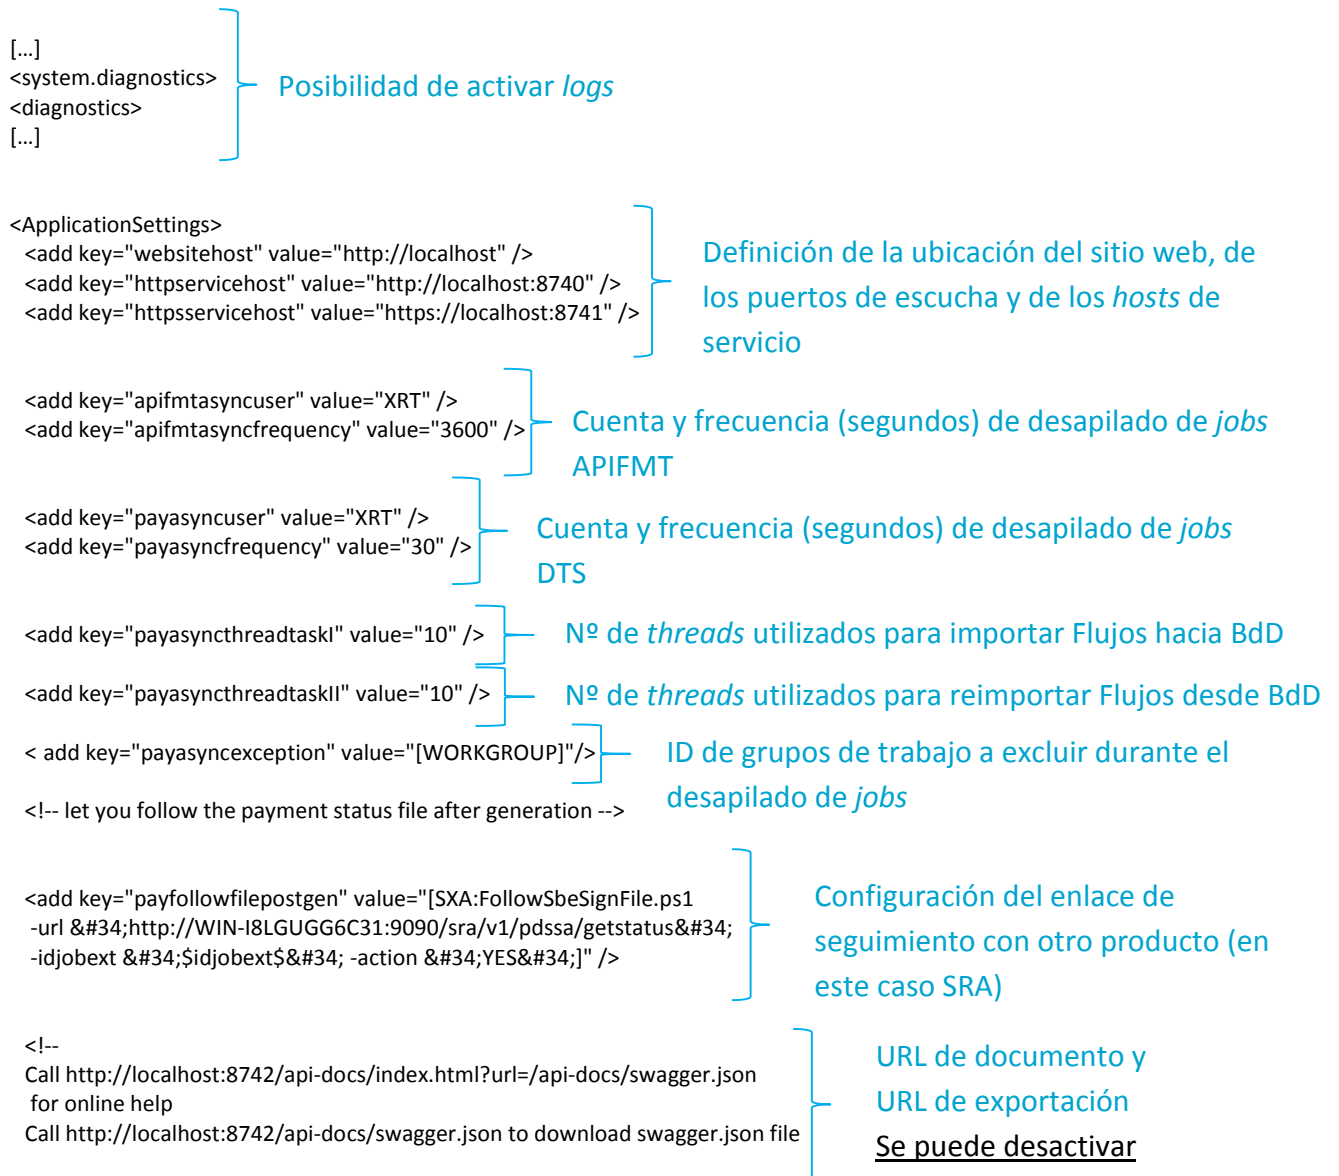 [...]
<system.diagnostics>
<diagnostics>
[...]
Posibilidad de activar logs
<ApplicationSettings>
<add key="websitehost" value="http://localhost" />
<add key="httpservicehost" value="http://localhost:8740" />
<add key="httpsservicehost" value="https://localhost:8741" />
Definición de la ubicación del sitio web, de
los puertos de escucha y de los hosts de
servicio
<add key="apifmtasyncuser" value="XRT" />
<add key="apifmtasyncfrequency" value="3600" />
Cuenta y frecuencia (segundos) de desapilado de jobs
APIFMT
<add key="payasyncuser" value="XRT" />
<add key="payasyncfrequency" value="30" />
Cuenta y frecuencia (segundos) de desapilado de jobs
DTS
<add key="payasyncthreadtaskI" value="10" />
Nº de threads utilizados para importar Flujos hacia BdD
<add key="payasyncthreadtaskII" value="10" />
Nº de threads utilizados para reimportar Flujos desde BdD
< add key="payasyncexception" value="[WORKGROUP]"/>
ID de grupos de trabajo a excluir durante el
desapilado de jobs
<!-- let you follow the payment status file after generation -->
<add key="payfollowfilepostgen" value="[SXA:FollowSbeSignFile.ps1
-url &#34;http://WIN-I8LGUGG6C31:9090/sra/v1/pdssa/getstatus&#34;
-idjobext &#34;$idjobext$&#34; -action &#34;YES&#34;]" />
Configuración del enlace de
seguimiento con otro producto (en
este caso SRA)
<!--
Call http://localhost:8742/api-docs/index.html?url=/api-docs/swagger.json
for online help
Call http://localhost:8742/api-docs/swagger.json to download swagger.json file
URL de documento y
URL de exportación
Se puede desactivar